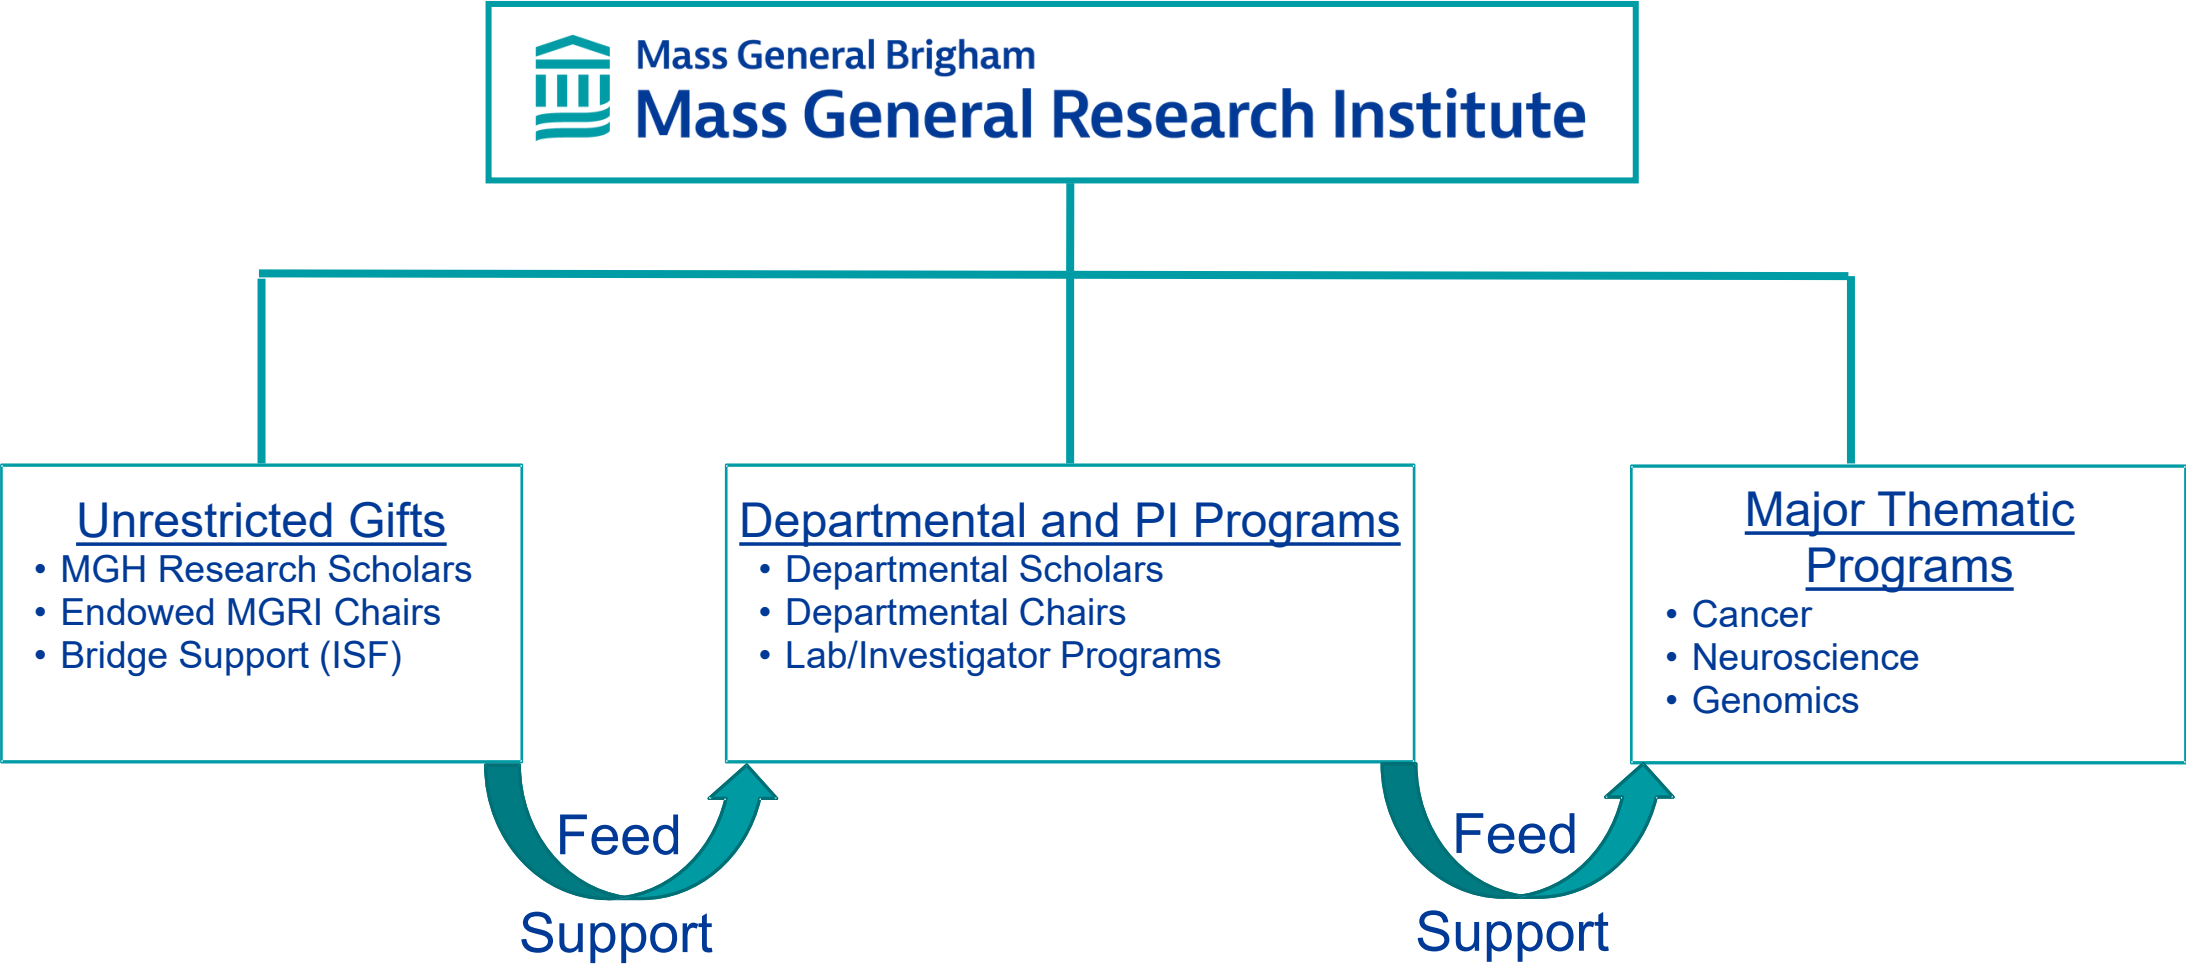 Mass General Brigham
Mass General Research Institute
Unrestricted Gifts
• MGH Research Scholars
• Endowed MGRI Chairs
• Bridge Support (ISF)
Departmental and PI Programs
• Departmental Scholars
• Departmental Chairs
• Lab/Investigator Programs
Major Thematic
Programs
• Cancer
• Neuroscience
• Genomics
Feed
Support
Feed
Support